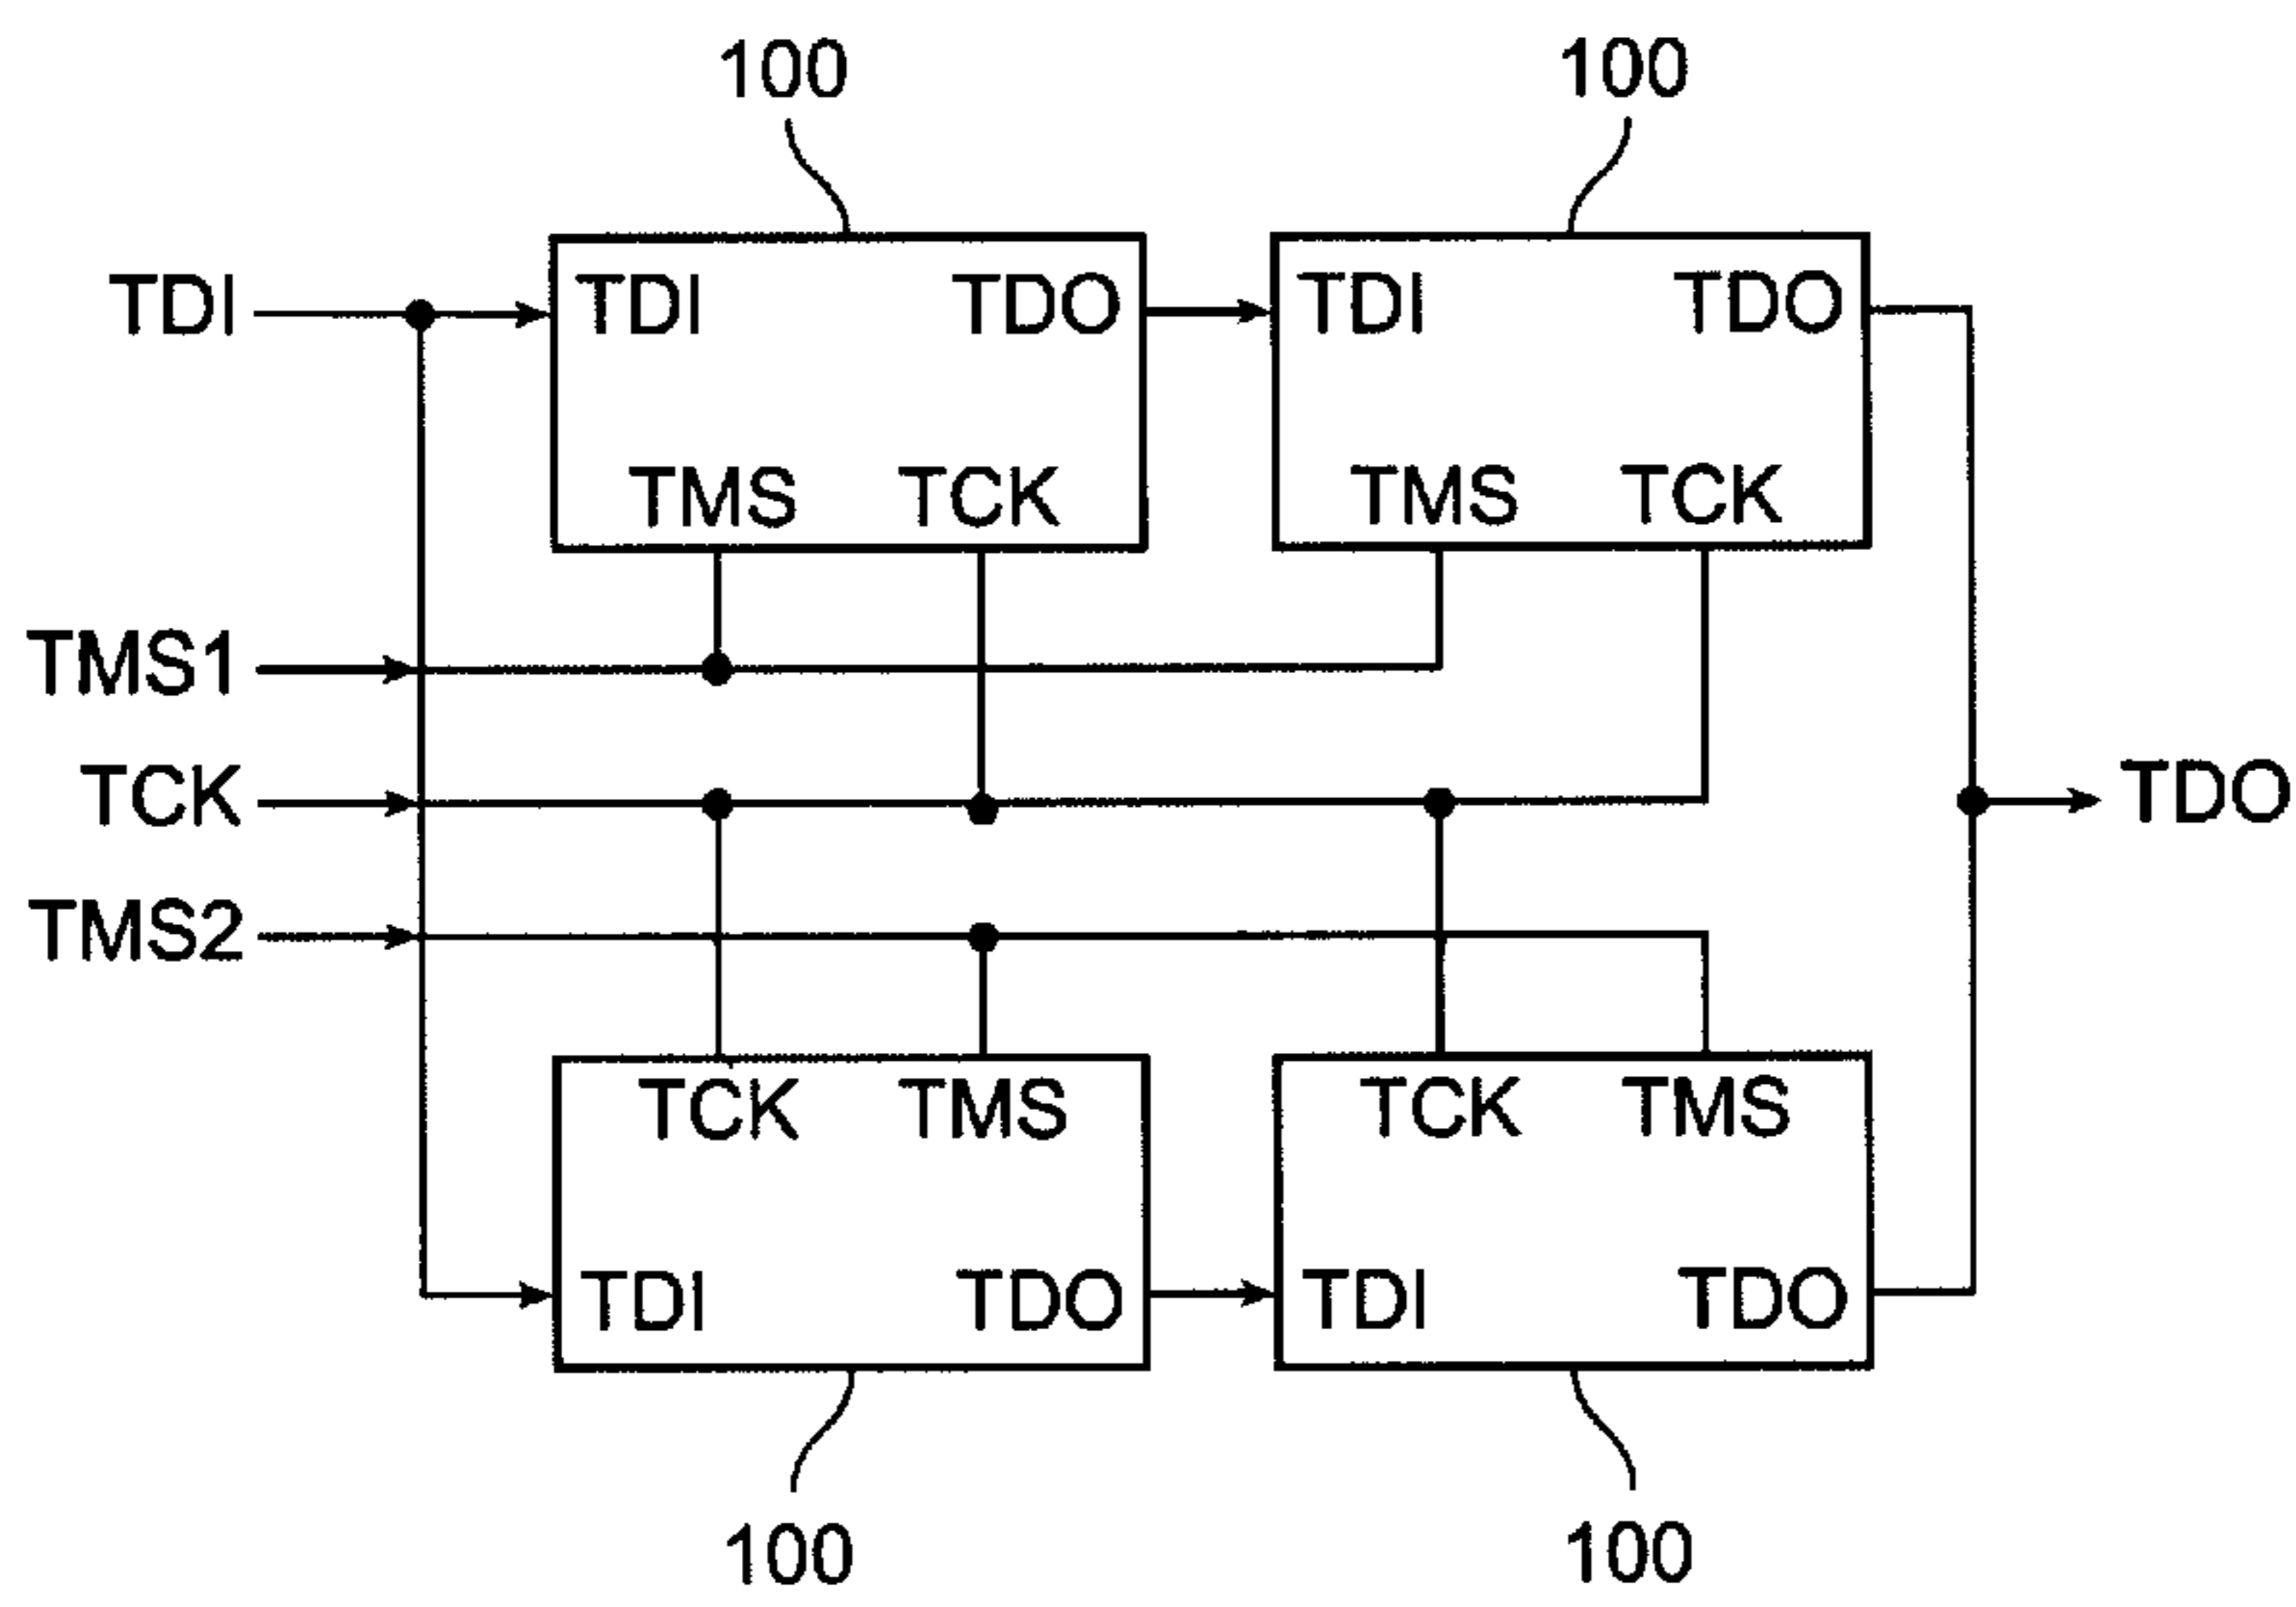 100 100
TDI TDI TDO TDI TDO
TMS TCK TMS TCK
TMS1
TCK TDO
TMS2
TCK TMS TCK TMS
TDI TDO TDI TDO
100 100